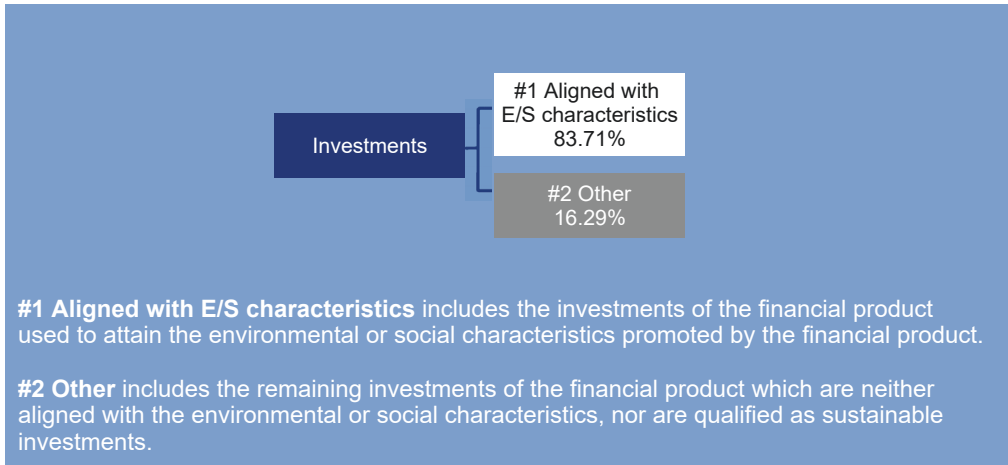 Investments
#1 Aligned with
E/S characteristics
83.71%
#2 Other
16.29%
#1 Aligned with E/S characteristics includes the investments of the financial product
used to attain the environmental or social characteristics promoted by the financial product.
#2 Other includes the remaining investments of the financial product which are neither
aligned with the environmental or social characteristics, nor are qualified as sustainable
investments.